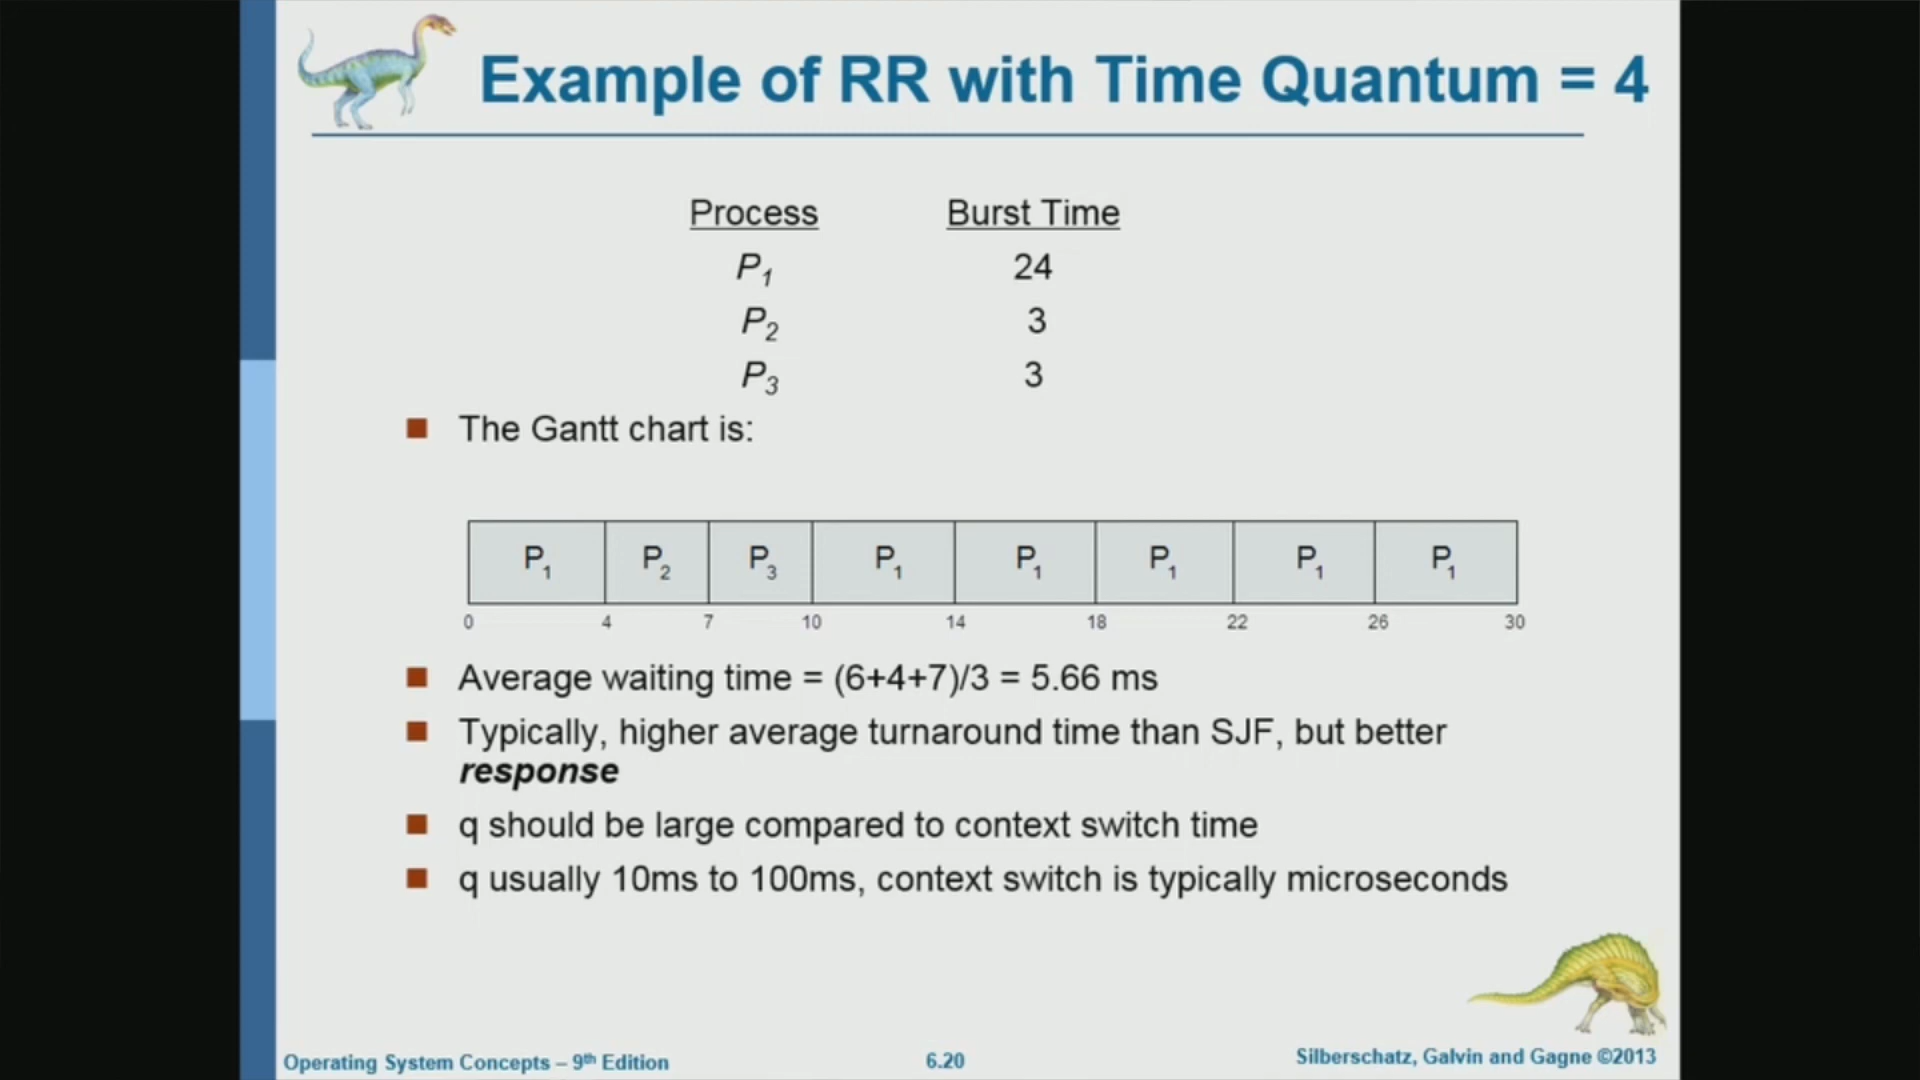 Example of RR with Time Quantum = 4
Process Burst Time
P1 24
P2 3
P3 3
The Gantt chart is:
P1 P2 P3 P1 P1 P1 P1 P1
0 4 7 10 14 18 22 26 30
Average waiting time = (6+4+7)/3 = 5.66 ms
Typically, higher average turnaround time than SJF, but better
response
q should be large compared to context switch time
q usually 10ms to 100ms, context switch is typically microseconds
Operating System Concepts – 9th Edition 6.20 Silberschatz, Galvin and Gagne ©2013